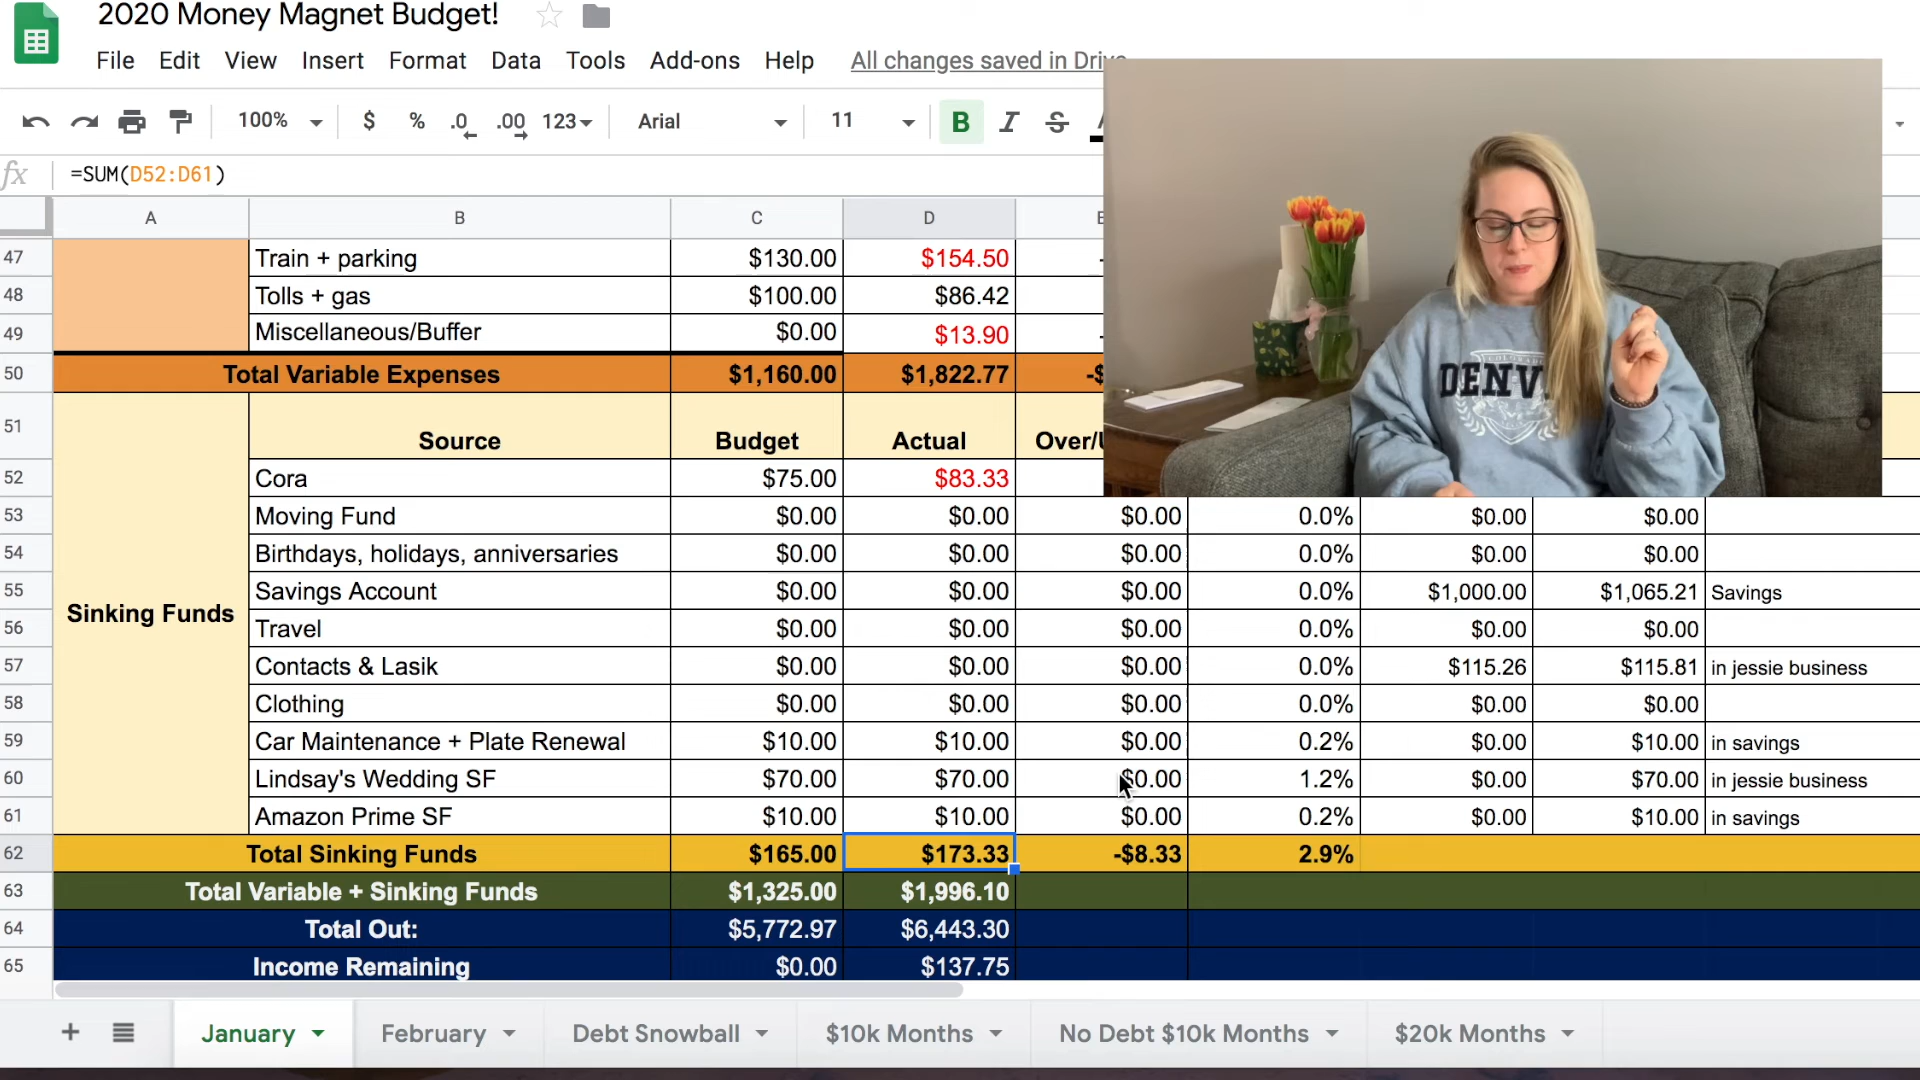 2020 Money Magnet Budget!
File Edit View Insert Format Data Tools Add-ons Help All changes saved in Drive
100% $ % .0 .00 123 Arial 11 B I S
fx =SUM(D52:D61)
A B C D
47 Train + parking $130.00 $154.50 -
48 Tolls + gas $100.00 $86.42
49 Miscellaneous/Buffer $0.00 $13.90 -
50 Total Variable Expenses $1,160.00 $1,822.77 -$
51 Source Budget Actual Over/
52 Cora $75.00 $83.33
53 Moving Fund $0.00 $0.00 $0.00 0.0% $0.00 $0.00
54 Birthdays, holidays, anniversaries $0.00 $0.00 $0.00 0.0% $0.00 $0.00
55 Savings Account $0.00 $0.00 $0.00 0.0% $1,000.00 $1,065.21 Savings
Sinking Funds
56 Travel $0.00 $0.00 $0.00 0.0% $0.00 $0.00
57 Contacts & Lasik $0.00 $0.00 $0.00 0.0% $115.26 $115.81 in jessie business
58 Clothing $0.00 $0.00 $0.00 0.0% $0.00 $0.00
59 Car Maintenance + Plate Renewal $10.00 $10.00 $0.00 0.2% $0.00 $10.00 in savings
60 Lindsay's Wedding SF $70.00 $70.00 $0.00 1.2% $0.00 $70.00 in jessie business
61 Amazon Prime SF $10.00 $10.00 $0.00 0.2% $0.00 $10.00 in savings
62 Total Sinking Funds $165.00 $173.33 -$8.33 2.9%
63 Total Variable + Sinking Funds $1,325.00 $1,996.10
64 Total Out: $5,772.97 $6,443.30
65 Income Remaining $0.00 $137.75
+ January February Debt Snowball $10k Months No Debt $10k Months $20k Months
COLORADO
DENV